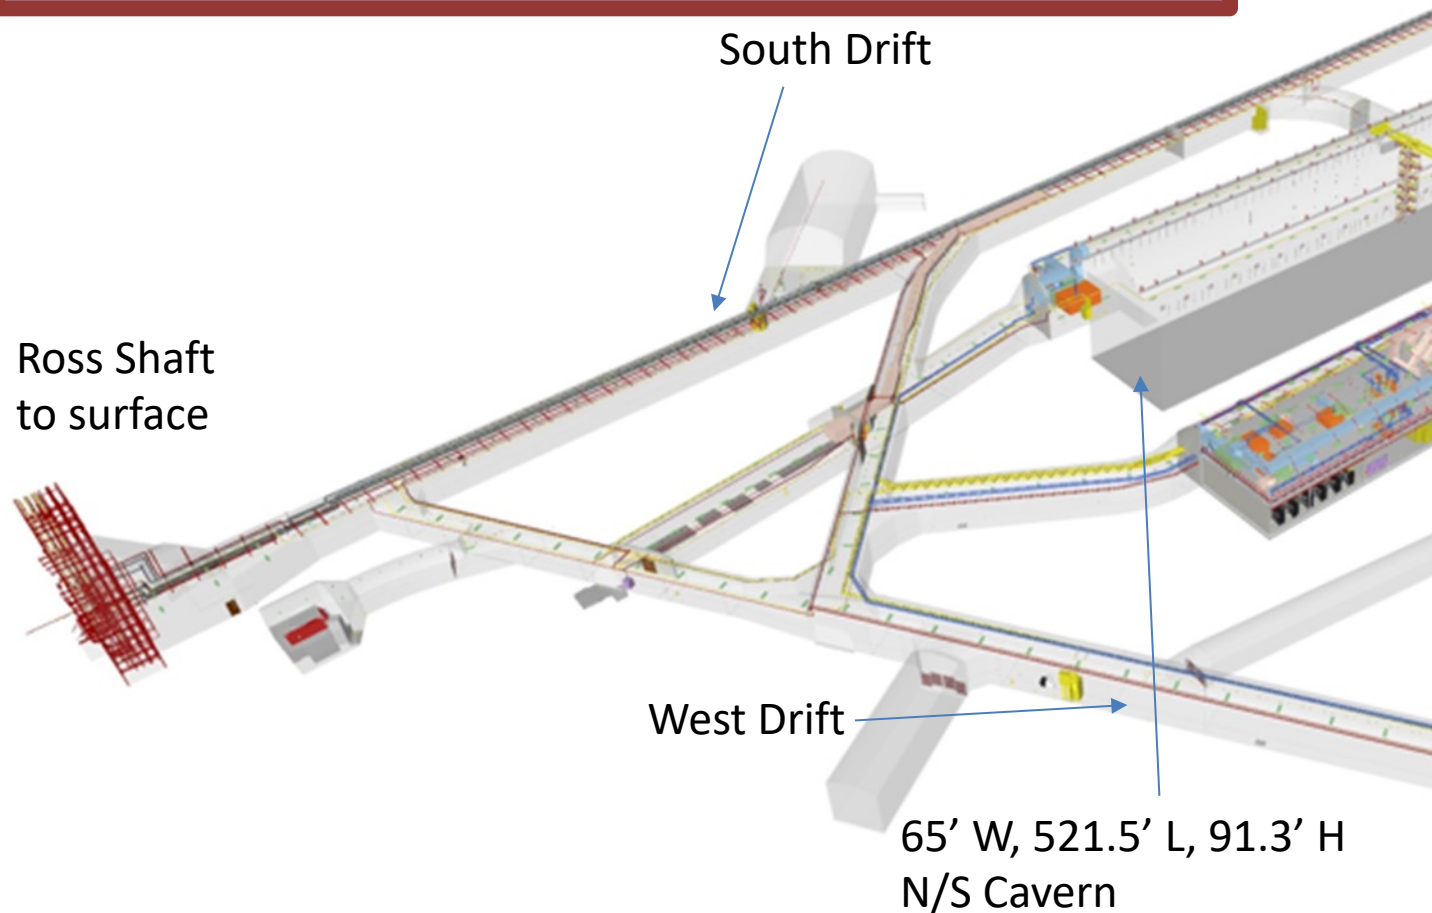 South Drift
Ross Shaft
to surface
West Drift
65’ W, 521.5’ L, 91.3’ H
N/S Cavern